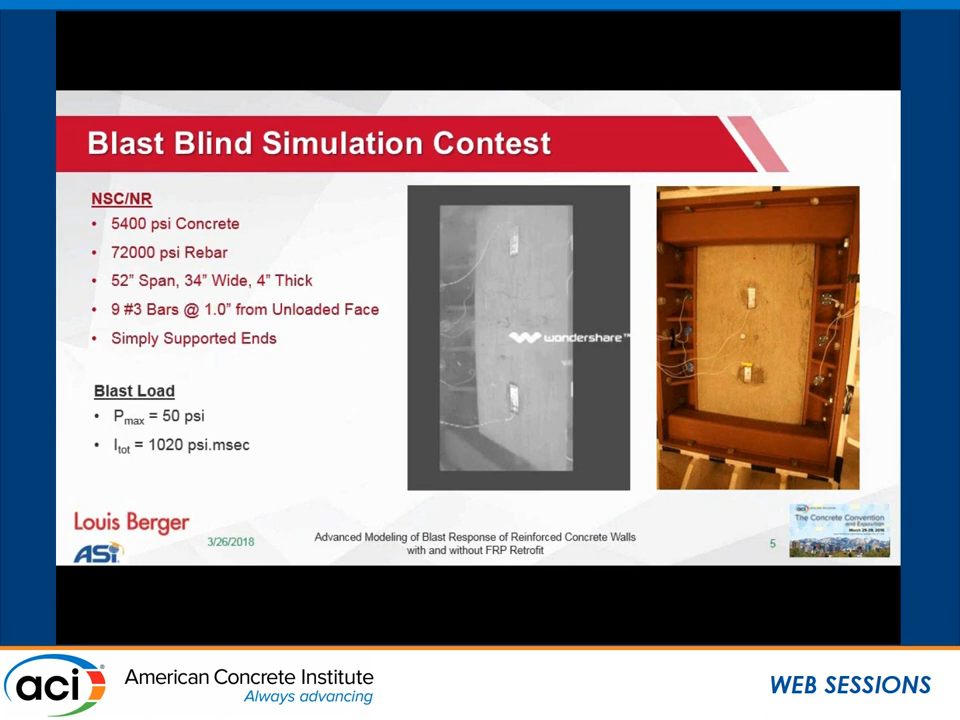 Blast Blind Simulation Contest
NSC/NR
• 5400 psi Concrete
• 72000 psi Rebar
• 52” Span, 34” Wide, 4” Thick
• 9 #3 Bars @ 1.0” from Unloaded Face
• Simply Supported Ends
Blast Load
• Pmax = 50 psi
• Itot = 1020 psi.msec
wondershare™
Louis Berger
ASI
3/26/2018
Advanced Modeling of Blast Response of Reinforced Concrete Walls
with and without FRP Retrofit
5
aci
The Concrete Convention
and Exposition
aci
American Concrete Institute
Always advancing
WEB SESSIONS